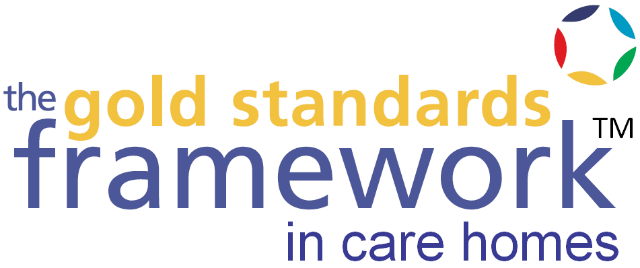 the gold standards
framework™
in care homes